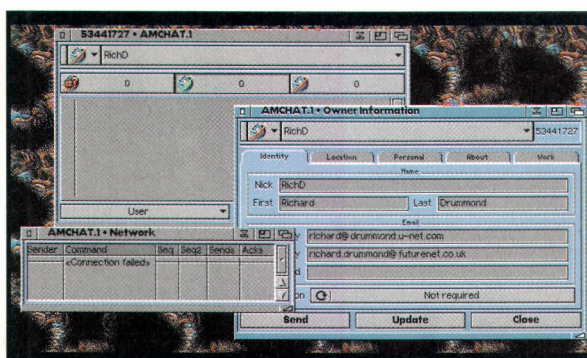 53441727 • AMCHAT.1
RichD
0 0 0
User
AMCHAT.1 • Owner Information
RichD 53441727
Identity Location Personal About Work
Name
Nick RichD
First Richard Last Drummond
Email
y richard@drummond.u-net.com
y richard.drummond@futurenet.co.uk
d
on Not required
Send Update Close
AMCHAT.1 • Network
Sender Command Seq Seq2 Sends Acks
«Connection failed»